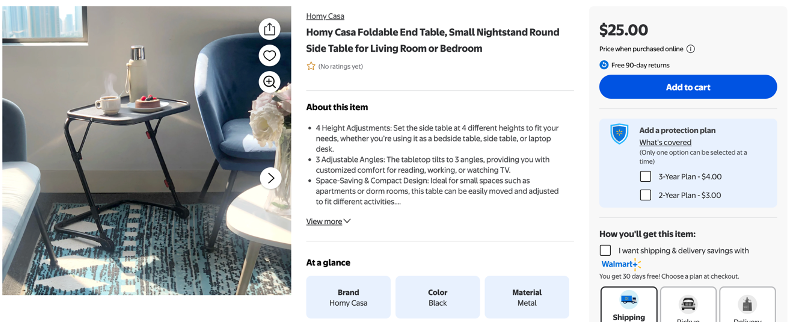 Homy Casa
Homy Casa Foldable End Table, Small Nightstand Round
Side Table for Living Room or Bedroom
(No ratings yet)
About this item
• 4 Height Adjustments: Set the side table at 4 different heights to fit your
needs, whether you're using it as a bedside table, side table, or laptop
desk.
• 3 Adjustable Angles: The tabletop tilts to 3 angles, providing you with
customized comfort for reading, working, or watching TV.
• Space-Saving & Compact Design: Ideal for small spaces such as
apartments or dorm rooms, this table can be easily moved and adjusted
to fit different activities....
View more
At a glance
Brand
Homy Casa
Color
Black
Material
Metal
$25.00
Price when purchased online
Free 90-day returns
Add to cart
Add a protection plan
What's covered
(Only one option can be selected at a
time)
3-Year Plan - $4.00
2-Year Plan - $3.00
How you'll get this item:
I want shipping & delivery savings with
Walmart+
You get 30 days free! Choose a plan at checkout.
Shipping
Pickup
Delivery